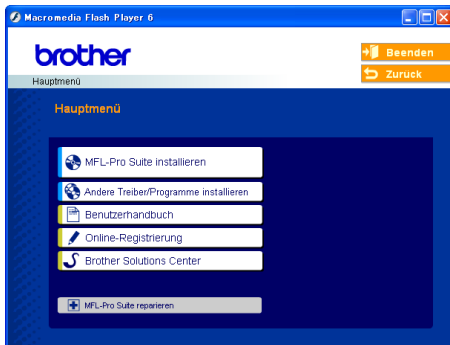 Macromedia Flash Player 6
brother
Beenden
Zurück
Hauptmenü
Hauptmenü
MFL-Pro Suite installieren
Andere Treiber/Programme installieren
Benutzerhandbuch
Online-Registrierung
Brother Solutions Center
MFL-Pro Suite reparieren